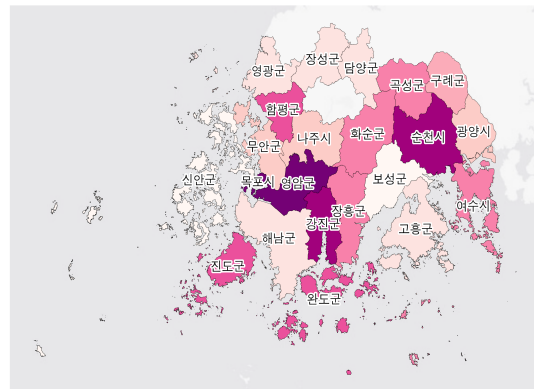 장성군
담양군
영광군
곡성군
구례군
함평군
화순군
순천시
광양시
나주시
무안군
신안군
목포시
영암군
보성군
장흥군
여수시
강진군
고흥군
해남군
진도군
완도군